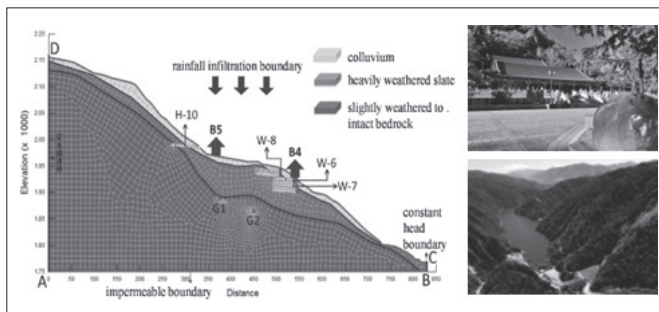 2.20
D
2.15
2.10
2.05
2.00
1.95
1.90
1.85
1.80
1.75
Elevation (x 1000)
rainfall infiltration boundary
colluvium
heavily weathered slate
slightly weathered to .
intact bedrock
H-10
B5
W-8
B4
W-6
W-7
G1
G2
constant
head
boundary
C
A
B
0 50 100 150 200 250 300 350 400 450 500 550 600 650 700 750 800 850
impermeable boundary
Distance